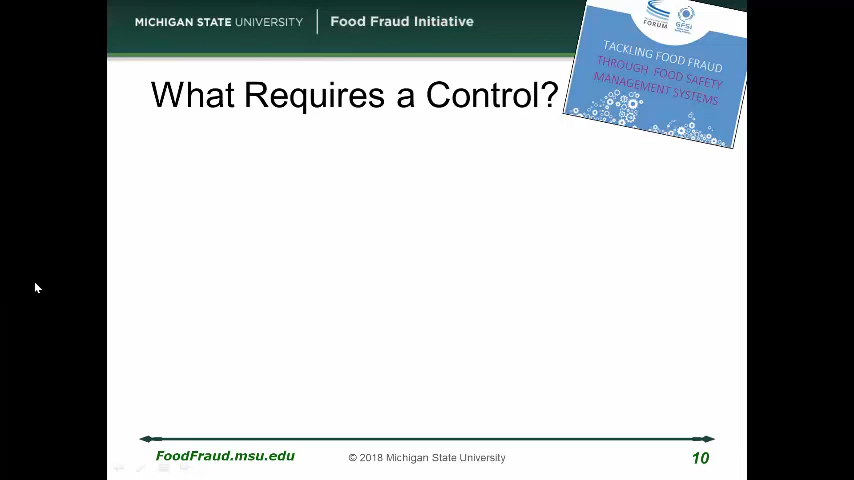 MICHIGAN STATE UNIVERSITY
Food Fraud Initiative
FORUM
GFSI
TACKLING FOOD FRAUD
THROUGH FOOD SAFETY
MANAGEMENT SYSTEMS
What Requires a Control?
FoodFraud.msu.edu
© 2018 Michigan State University
10